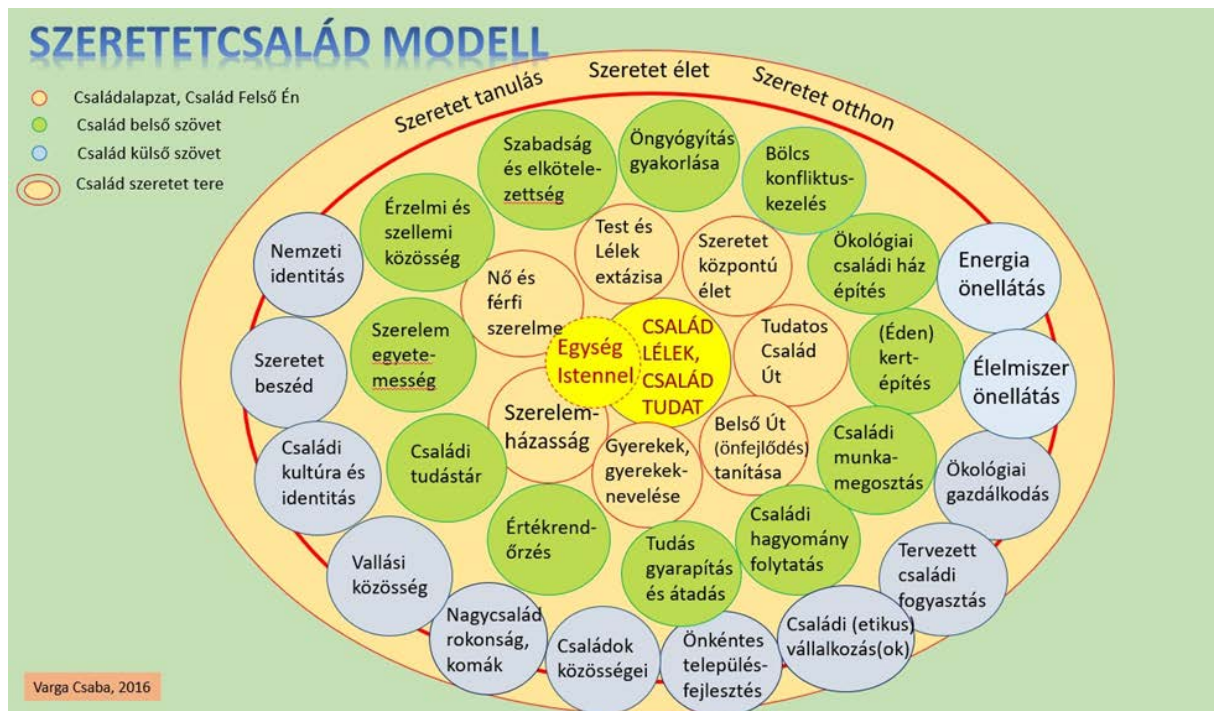 SZERETETCSALÁD MODELL
Családalapzat, Család Felső Én
Család belső szövet
Család külső szövet
Család szeretet tere
Szeretet tanulás
Szeretet élet
Szeretet otthon
Szabadság
és elkötele-
zettség
Öngyógyítás
gyakorlása
Bölcs
konfliktus-
kezelés
Érzelmi és
szellemi
közösség
Test és
Lélek
extázisa
Szeretet
központú
élet
Ökológiai
családi ház
építés
Energia
önellátás
Nemzeti
identitás
Nő és
férfi
szerelme
Szeretet
beszéd
Szerelem
egyete-
messég
Egység
Istennel
CSALÁD
LÉLEK,
CSALÁD
TUDAT
Tudatos
Család
Út
(Éden)
kert-
építés
Élelmiszer
önellátás
Családi
kultúra és
identitás
Családi
tudástár
Szerelem-
házasság
Gyerekek,
gyerekek-
nevelése
Belső Út
(önfejlődés)
tanítása
Családi
munka-
megosztás
Ökológiai
gazdálkodás
Vallási
közösség
Értékrend-
őrzés
Tudás
gyarapítás
és átadás
Családi
hagyomány
folytatás
Tervezett
családi
fogyasztás
Nagycsalád
rokonság,
komák
Családok
közösségei
Önkéntes
település-
fejlesztés
Családi (etikus)
vállalkozás(ok)
Varga Csaba, 2016